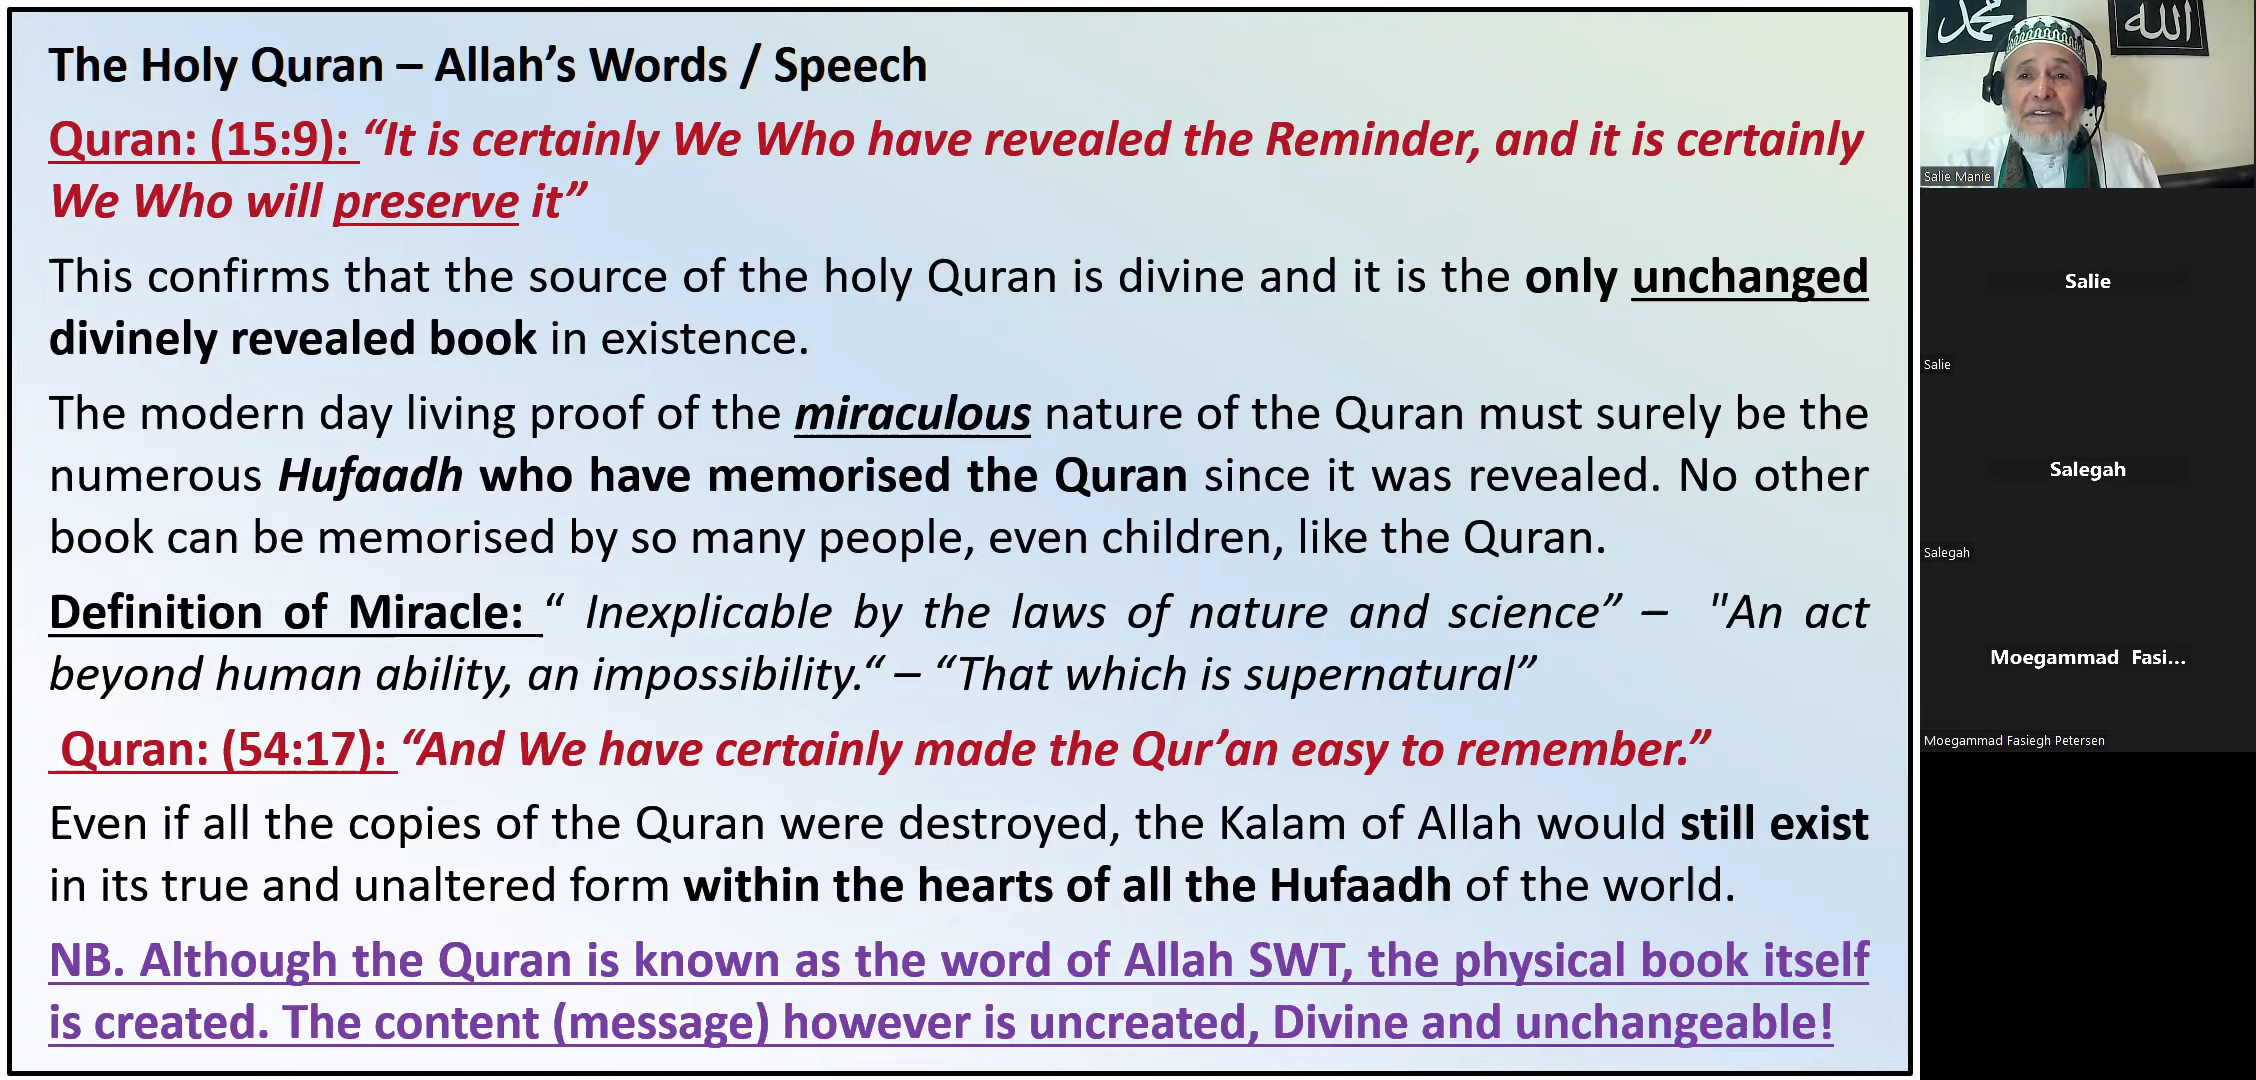 The Holy Quran – Allah’s Words / Speech
Quran: (15:9): “It is certainly We Who have revealed the Reminder, and it is certainly
We Who will preserve it”
This confirms that the source of the holy Quran is divine and it is the only unchanged
divinely revealed book in existence.
The modern day living proof of the miraculous nature of the Quran must surely be the
numerous Hufaadh who have memorised the Quran since it was revealed. No other
book can be memorised by so many people, even children, like the Quran.
Definition of Miracle: “ Inexplicable by the laws of nature and science” – "An act
beyond human ability, an impossibility.“ – “That which is supernatural”
Quran: (54:17): “And We have certainly made the Qur’an easy to remember.”
Even if all the copies of the Quran were destroyed, the Kalam of Allah would still exist
in its true and unaltered form within the hearts of all the Hufaadh of the world.
NB. Although the Quran is known as the word of Allah SWT, the physical book itself
is created. The content (message) however is uncreated, Divine and unchangeable!
محمد
الله
Salie Manie
Salie
Salie
Salegah
Salegah
Moegammad Fasi...
Moegammad Fasiegh Petersen